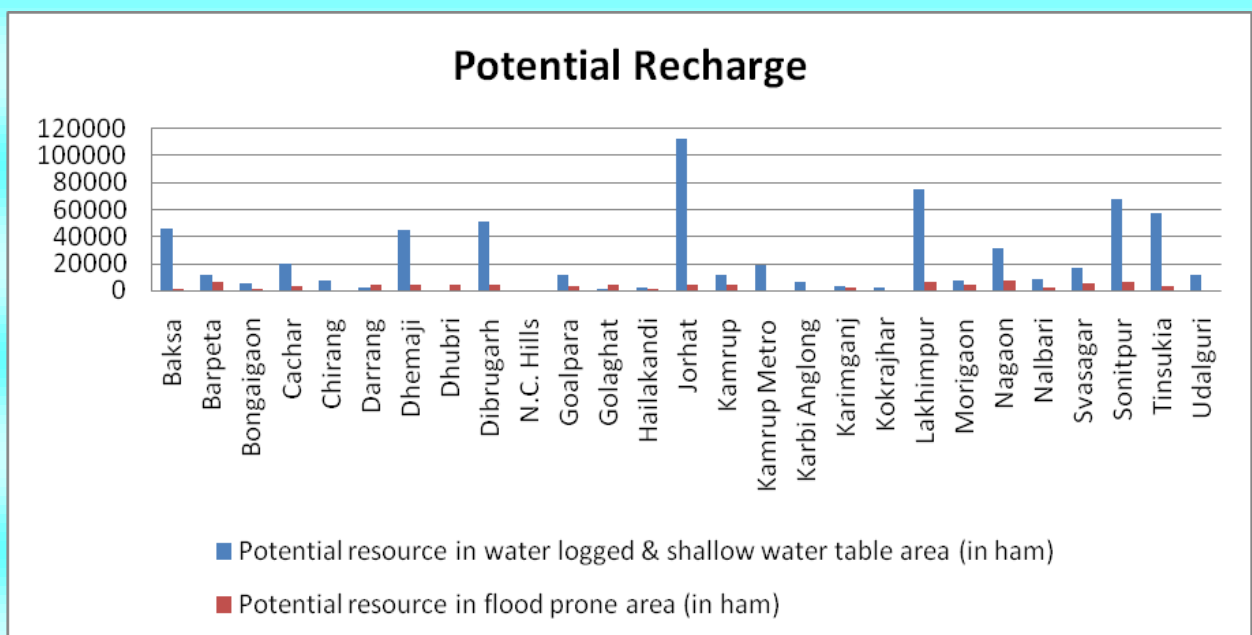 Potential Recharge
120000
100000
80000
60000
40000
20000
0
Baksa
Barpeta
Bongaigaon
Cachar
Chirang
Darrang
Dhemaji
Dhubri
Dibrugarh
N.C. Hills
Goalpara
Golaghat
Hailakandi
Jorhat
Kamrup
Kamrup Metro
Karbi Anglong
Karimganj
Kokrajhar
Lakhimpur
Morigaon
Nagaon
Nalbari
Svasagar
Sonitpur
Tinsukia
Udalguri
Potential resource in water logged & shallow water table area (in ham)
Potential resource in flood prone area (in ham)